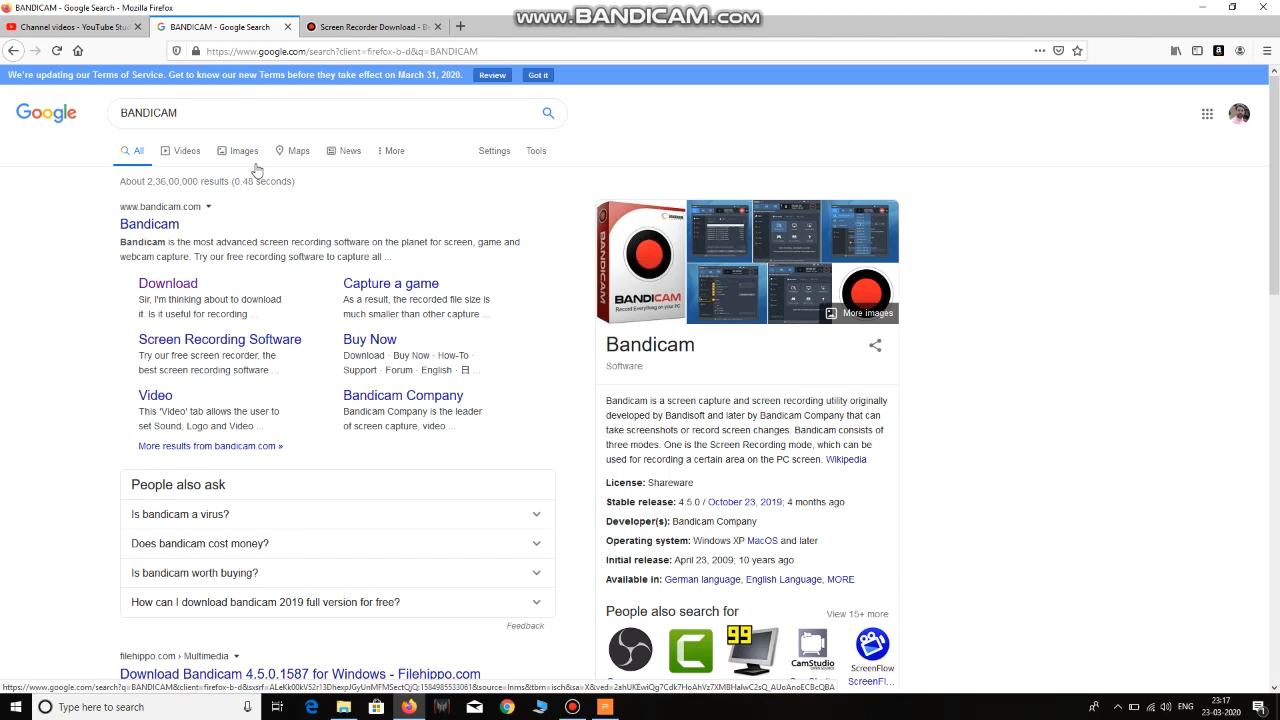 BANDICAM - Google Search - Mozilla Firefox
www.BANDICAM.com
Channel videos - YouTube Stu
BANDICAM - Google Search
Screen Recorder Download - B
https://www.google.com/search?client=firefox-b-d&q=BANDICAM
We're updating our Terms of Service. Get to know our new Terms before they take effect on March 31, 2020.
Review
Got it
Google
BANDICAM
All
Videos
Images
Maps
News
More
Settings
Tools
About 2,36,00,000 results (0.48 seconds)
www.bandicam.com
Bandicam
Bandicam is the most advanced screen recording software on the planet for screen, game and
webcam capture. Try our free recording software to capture all ...
Download
Sir, I'm thinking about to download
it. Is it useful for recording ...
Capture a game
As a result, the recorded file size is
much smaller than other capture ...
Screen Recording Software
Try our free screen recorder, the
best screen recording software ...
Buy Now
Download · Buy Now · How-To ·
Support · Forum · English · 日 ...
Video
This 'Video' tab allows the user to
set Sound, Logo and Video ...
Bandicam Company
Bandicam Company is the leader
of screen capture, video ...
More results from bandicam.com »
People also ask
Is bandicam a virus?
Does bandicam cost money?
Is bandicam worth buying?
How can I download bandicam 2019 full version for free?
Feedback
filehippo.com › Multimedia
Download Bandicam 4.5.0.1587 for Windows - Filehippo.com
BANDICAM
BANDICAM
Record Everything on your PC
More images
Bandicam
Software
Bandicam is a screen capture and screen recording utility originally
developed by Bandisoft and later by Bandicam Company that can
take screenshots or record screen changes. Bandicam consists of
three modes. One is the Screen Recording mode, which can be
used for recording a certain area on the PC screen. Wikipedia
License: Shareware
Stable release: 4.5.0 / October 23, 2019; 4 months ago
Developer(s): Bandicam Company
Operating system: Windows XP MacOS and later
Initial release: April 23, 2009; 10 years ago
Available in: German language, English Language, MORE
People also search for
View 15+ more
99
CamStudio
ScreenFlow
ScreenFl...
Type here to search
ENG
23:17
23-03-2020